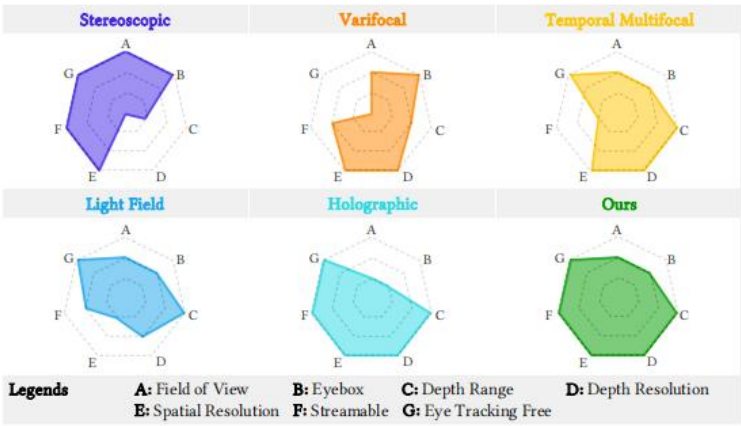 Stereoscopic Varifocal Temporal Multifocal
A A A
G B G B G B
F C F C F C
E D E D E D
Light Field Holographic Ours
A A A
G B G B G B
F C F C F C
E D E D E D
Legends A: Field of View B: Eyebox C: Depth Range D: Depth Resolution
E: Spatial Resolution F: Streamable G: Eye Tracking Free